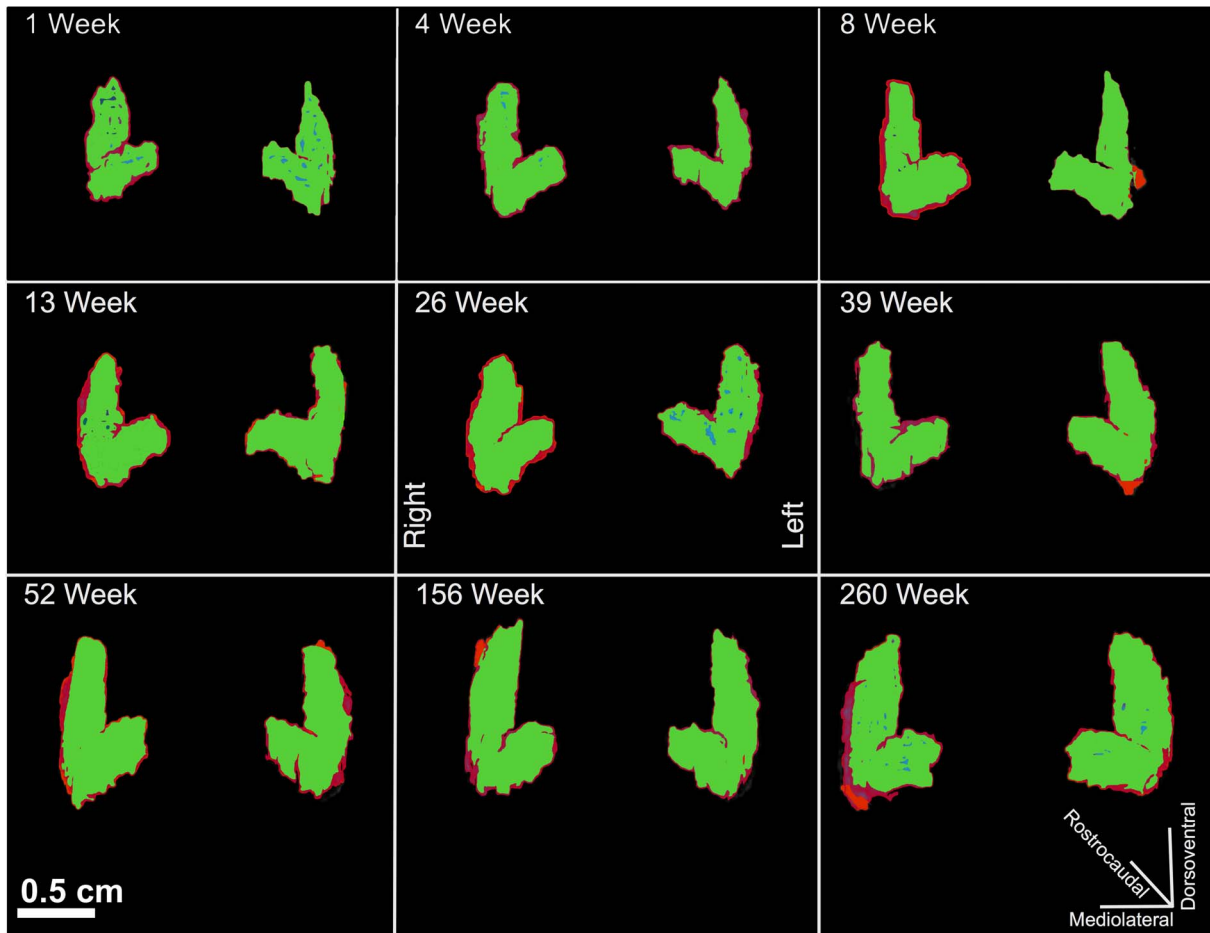 1 Week
4 Week
8 Week
13 Week
26 Week
39 Week
Right
Left
52 Week
156 Week
260 Week
0.5 cm
Rostrocaudal
Dorsoventral
Mediolateral